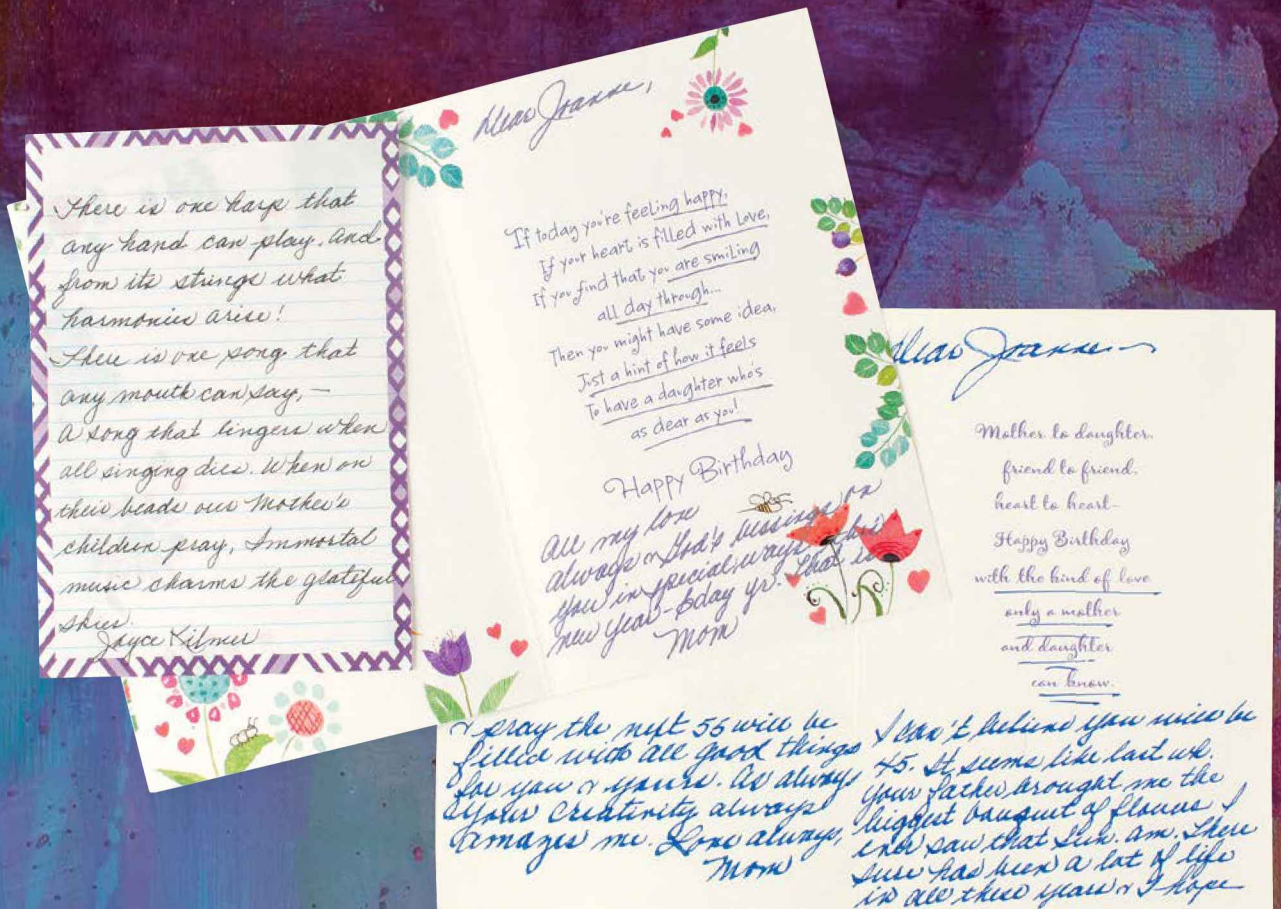 There is one harp that
any hand can play. And
from its strings what
harmonies arise!
There is one song that
any mouth can say, —
A song that lingers when
all singing dies. When on
their beads our Mother's
children pray, Immortal
music charms the grateful
skies.
Joyce Kilmer
Dear Joanne,
If today you're feeling happy,
If your heart is filled with love,
If you find that you are smiling
all day through...
Then you might have some idea,
Just a hint of how it feels
To have a daughter who's
as dear as you!
Happy Birthday
All my love
always & God's blessings on
you in special ways this
new year - Bday yr. that is
Mom
Dear Joanne —
Mother to daughter,
friend to friend,
heart to heart—
Happy Birthday
with the kind of love
only a mother
and daughter
can know.
I can't believe you will be
45. It seems like last wk.
your father brought me the
biggest bouquet of flowers I
ever saw that Sun. am. There
sure has been a lot of life
in all these years & I hope
& pray the next 55 will be
filled with all good things
for you & yours. As always
your creativity always
amazes me. Love always,
Mom